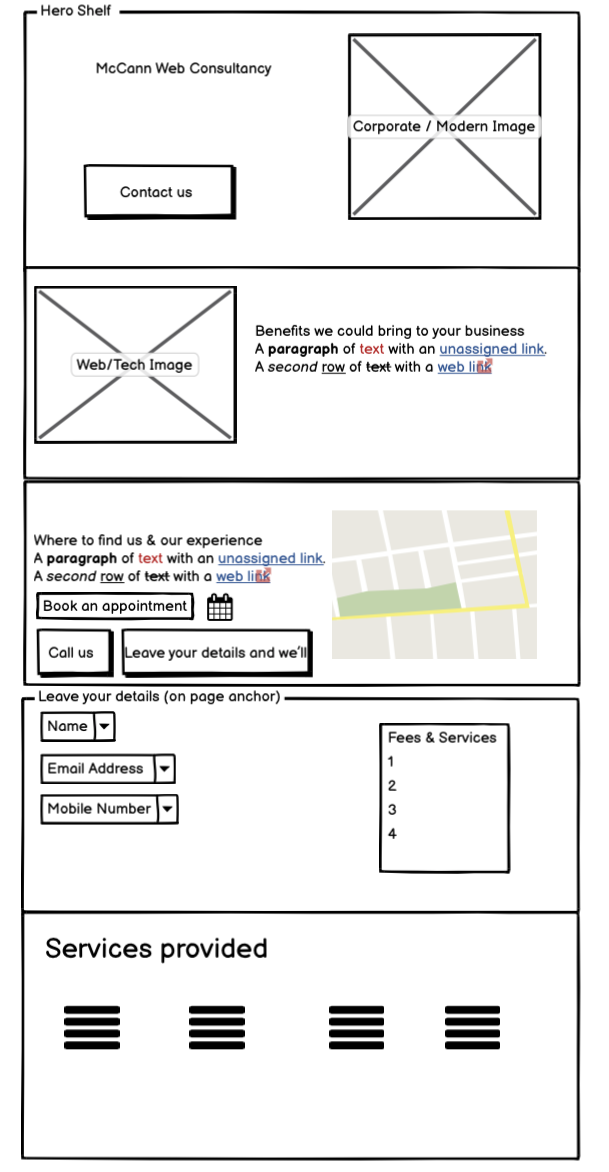 Hero Shelf
McCann Web Consultancy
Corporate / Modern Image
Contact us
Web/Tech Image
Benefits we could bring to your business
A paragraph of text with an unassigned link.
A second row of text with a web link
Where to find us & our experience
A paragraph of text with an unassigned link.
A second row of text with a web link
Book an appointment
Call us
Leave your details and we'll
Leave your details (on page anchor)
Name
Email Address
Mobile Number
Fees & Services
1
2
3
4
Services provided